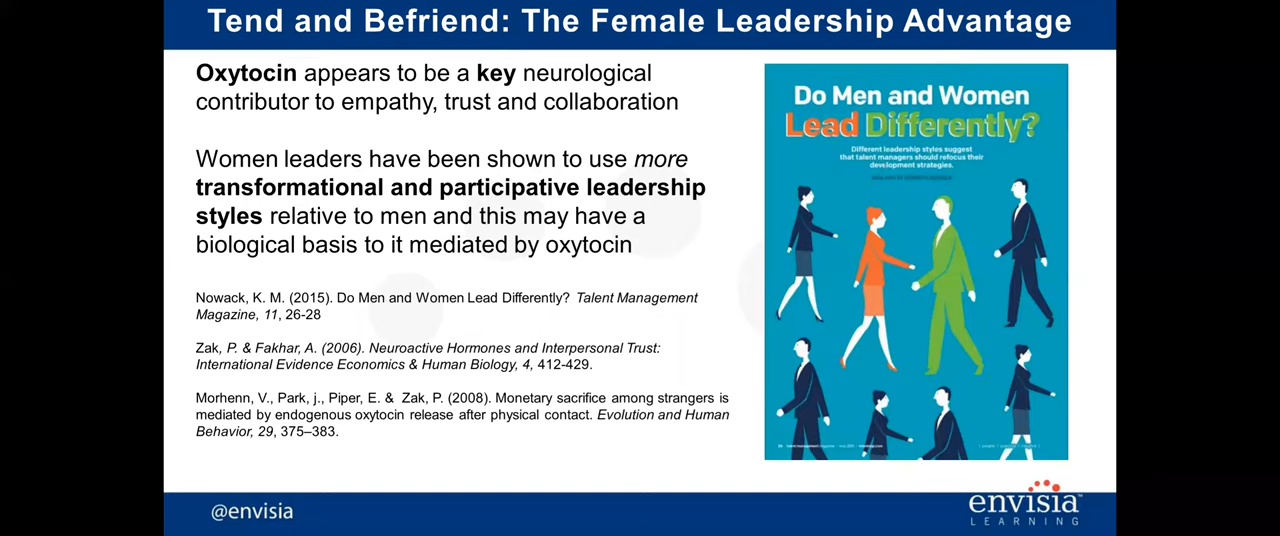 Tend and Befriend: The Female Leadership Advantage
Oxytocin appears to be a key neurological
contributor to empathy, trust and collaboration
Women leaders have been shown to use more
transformational and participative leadership
styles relative to men and this may have a
biological basis to it mediated by oxytocin
Nowack, K. M. (2015). Do Men and Women Lead Differently? Talent Management
Magazine, 11, 26-28
Zak, P. & Fakhar, A. (2006). Neuroactive Hormones and Interpersonal Trust:
International Evidence Economics & Human Biology, 4, 412-429.
Morhenn, V., Park, j., Piper, E. & Zak, P. (2008). Monetary sacrifice among strangers is
mediated by endogenous oxytocin release after physical contact. Evolution and Human
Behavior, 29, 375–383.
Do Men and Women
Lead Differently?
Different leadership styles suggest
that talent managers should refocus their
development strategies.
@envisia
envisia™
LEARNING